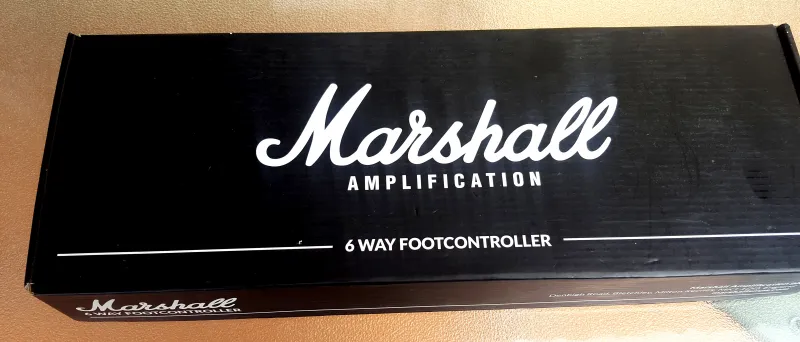 Marshall
AMPLIFICATION
6 WAY FOOTCONTROLLER
Marshall
6 WAY FOOTCONTROLLER